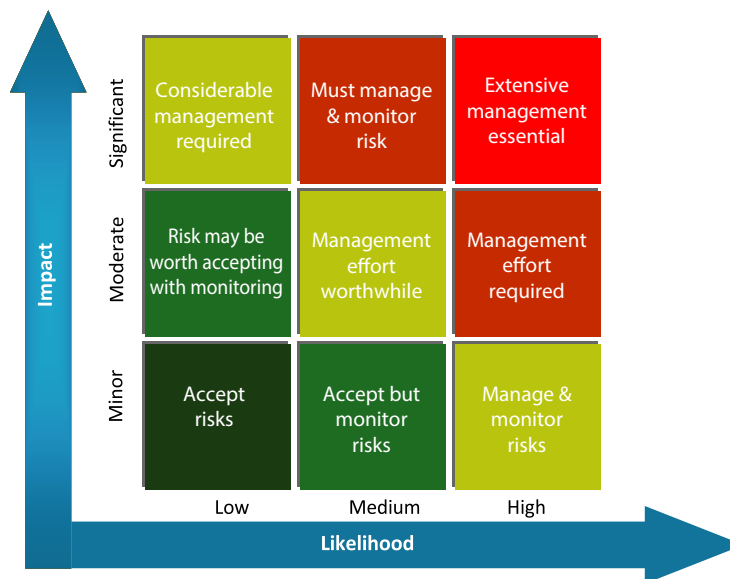 Impact
Significant
Considerable
management
required
Must manage
& monitor
risk
Extensive
management
essential
Moderate
Risk may be
worth accepting
with monitoring
Management
effort
worthwhile
Management
effort
required
Minor
Accept
risks
Accept but
monitor
risks
Manage &
monitor
risks
Low
Medium
High
Likelihood